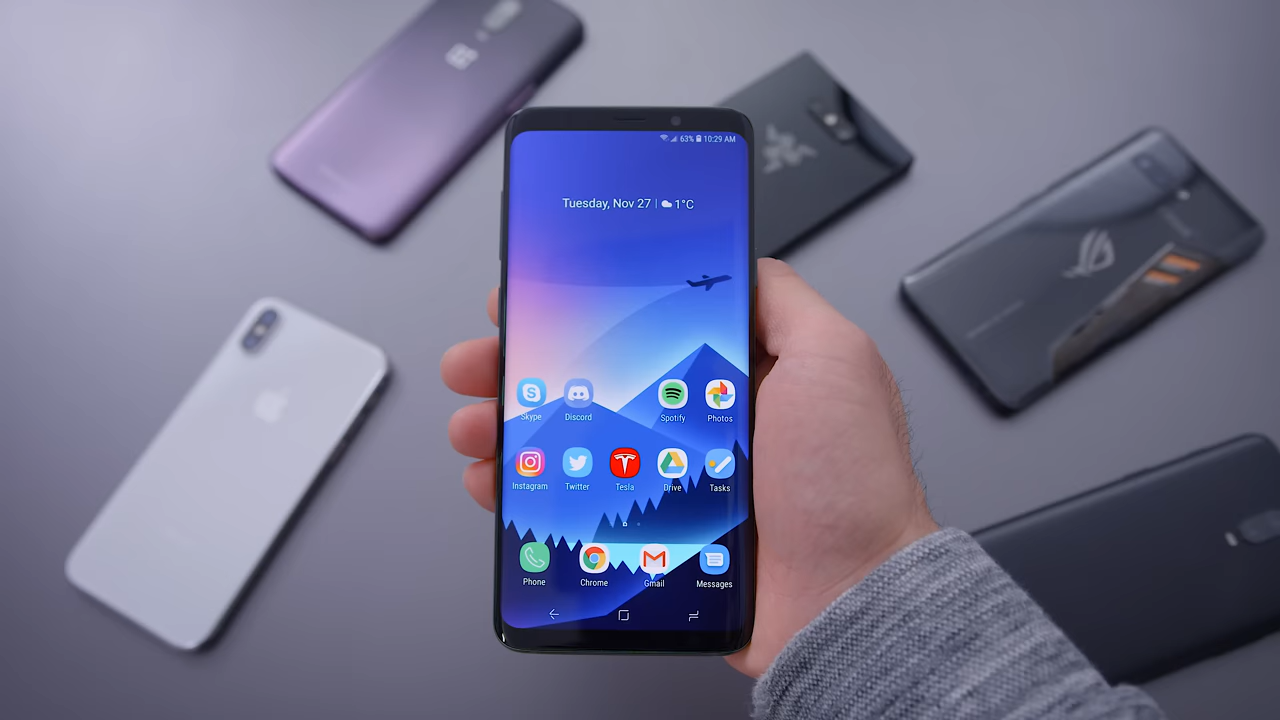 63% 10:29 AM
Tuesday, Nov 27 | 1°C
Skype Discord Spotify Photos
Instagram Twitter Tesla Drive Tasks
Phone Chrome Gmail Messages